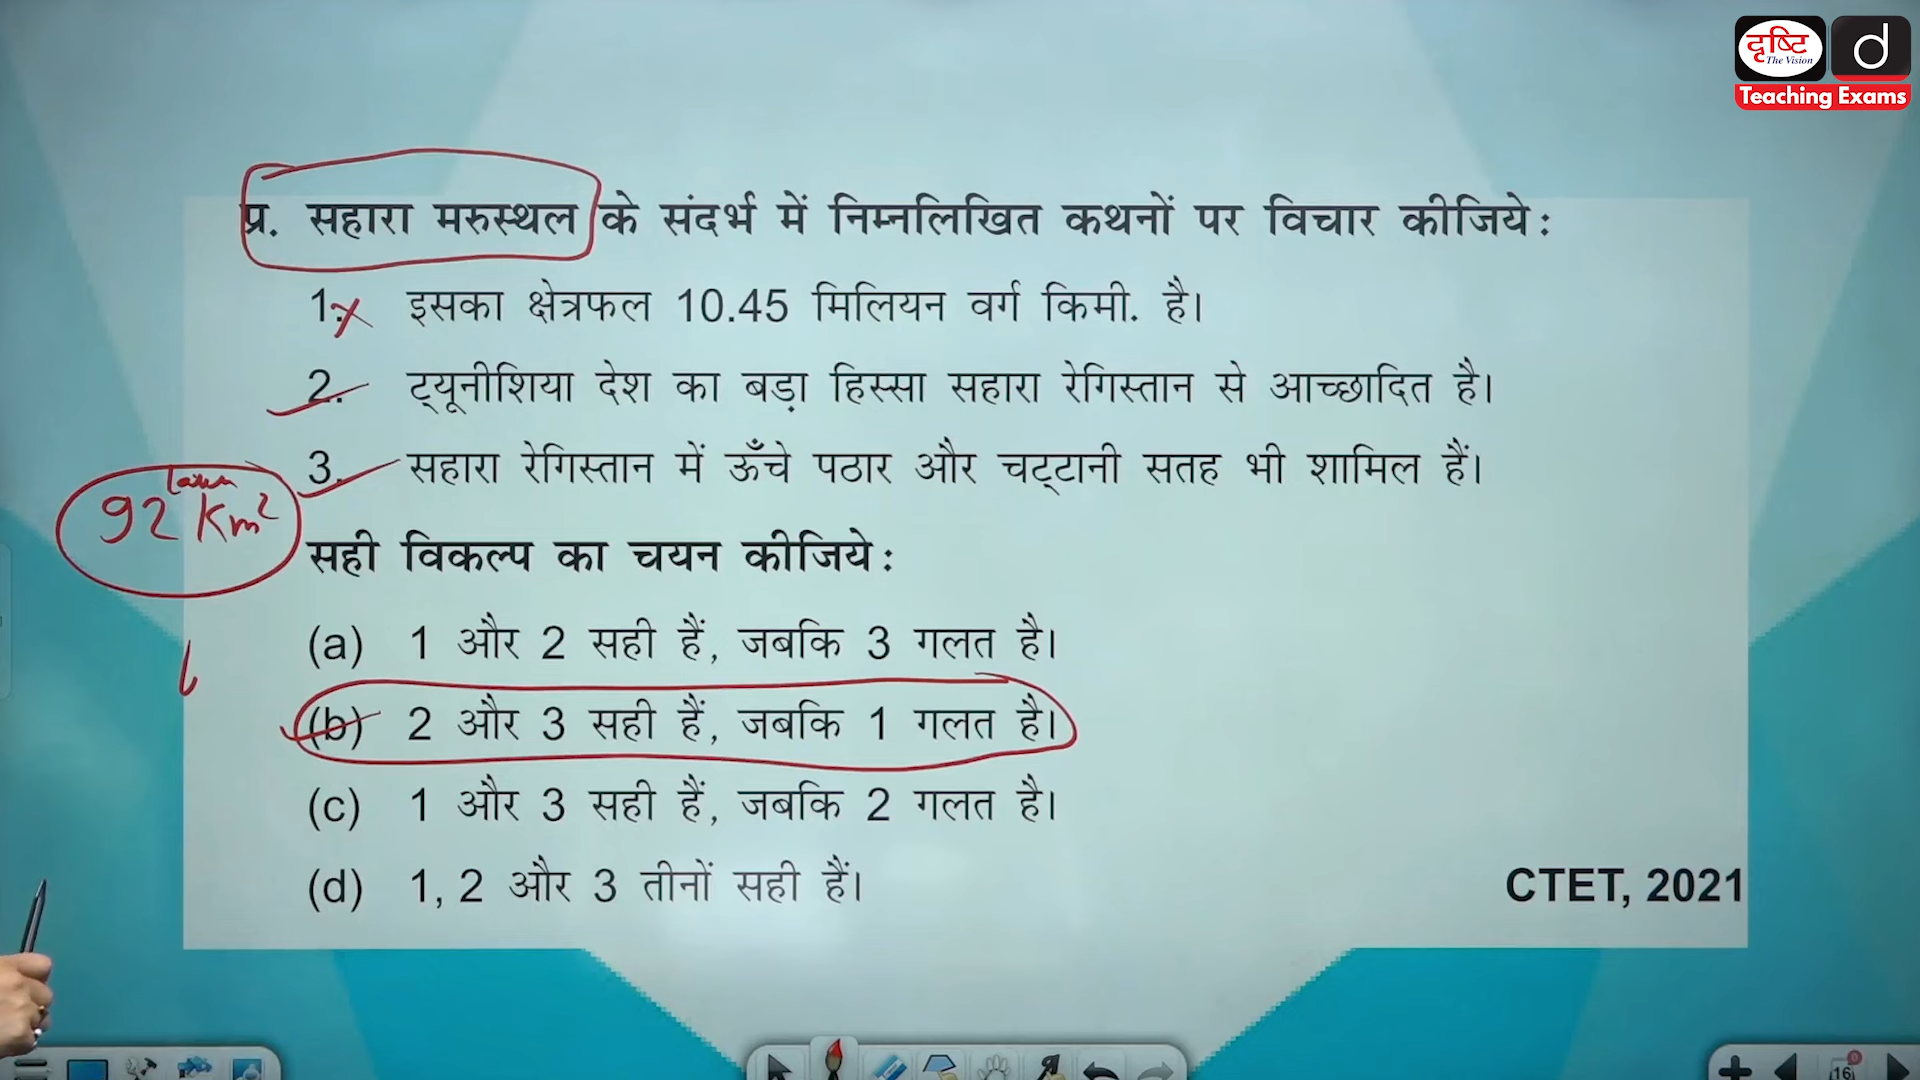 दृष्टि
The Vision
d
Teaching Exams
प्र. सहारा मरुस्थल के संदर्भ में निम्नलिखित कथनों पर विचार कीजिये:
1. इसका क्षेत्रफल 10.45 मिलियन वर्ग किमी. है।
2. ट्यूनीशिया देश का बड़ा हिस्सा सहारा रेगिस्तान से आच्छादित है।
3. सहारा रेगिस्तान में ऊँचे पठार और चट्टानी सतह भी शामिल हैं।
92 Km²
सही विकल्प का चयन कीजिये:
(a) 1 और 2 सही हैं, जबकि 3 गलत है।
(b) 2 और 3 सही हैं, जबकि 1 गलत है।
(c) 1 और 3 सही हैं, जबकि 2 गलत है।
(d) 1, 2 और 3 तीनों सही हैं।
CTET, 2021
16